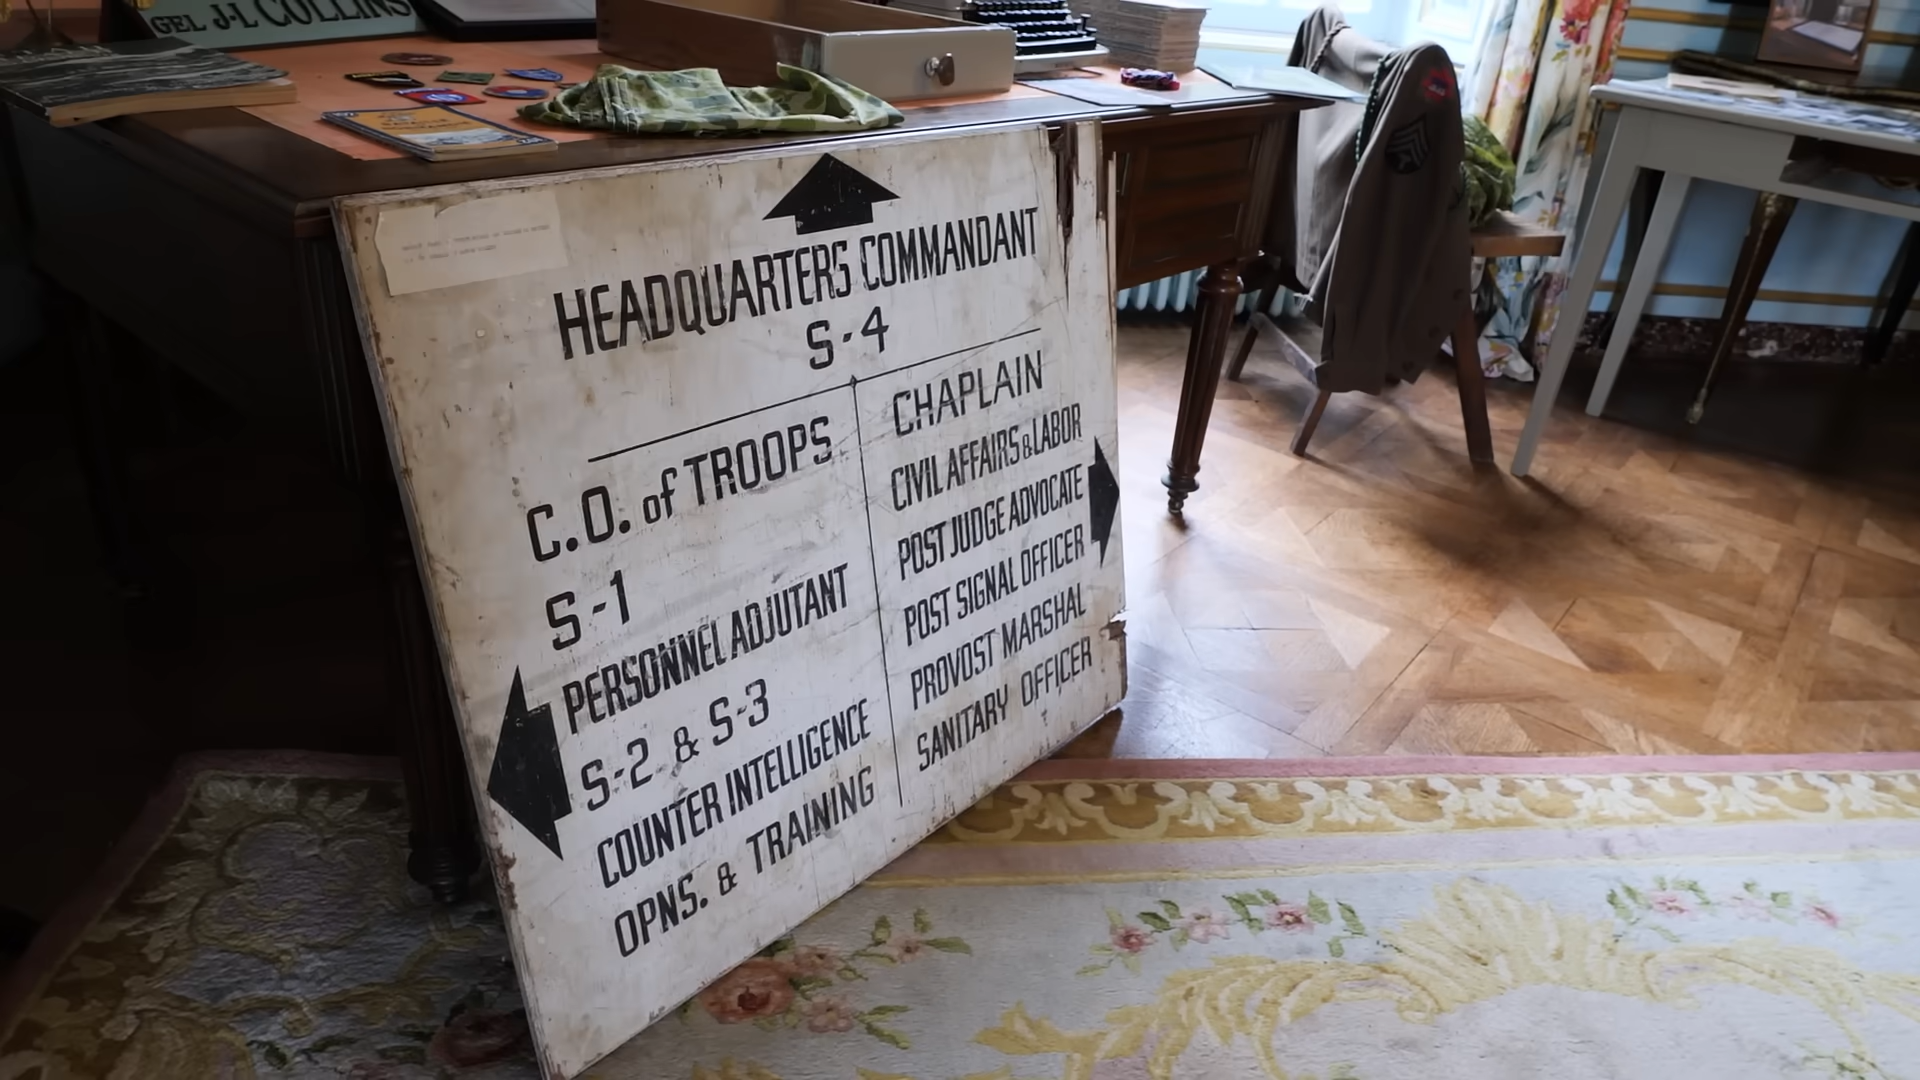 GEL J-L COLLINS
HEADQUARTERS COMMANDANT
S-4
C.O. of TROOPS
S-1
PERSONNEL ADJUTANT
S-2 & S-3
COUNTER INTELLIGENCE
OPNS. & TRAINING
CHAPLAIN
CIVIL AFFAIRS & LABOR
POST JUDGE ADVOCATE
POST SIGNAL OFFICER
PROVOST MARSHAL
SANITARY OFFICER